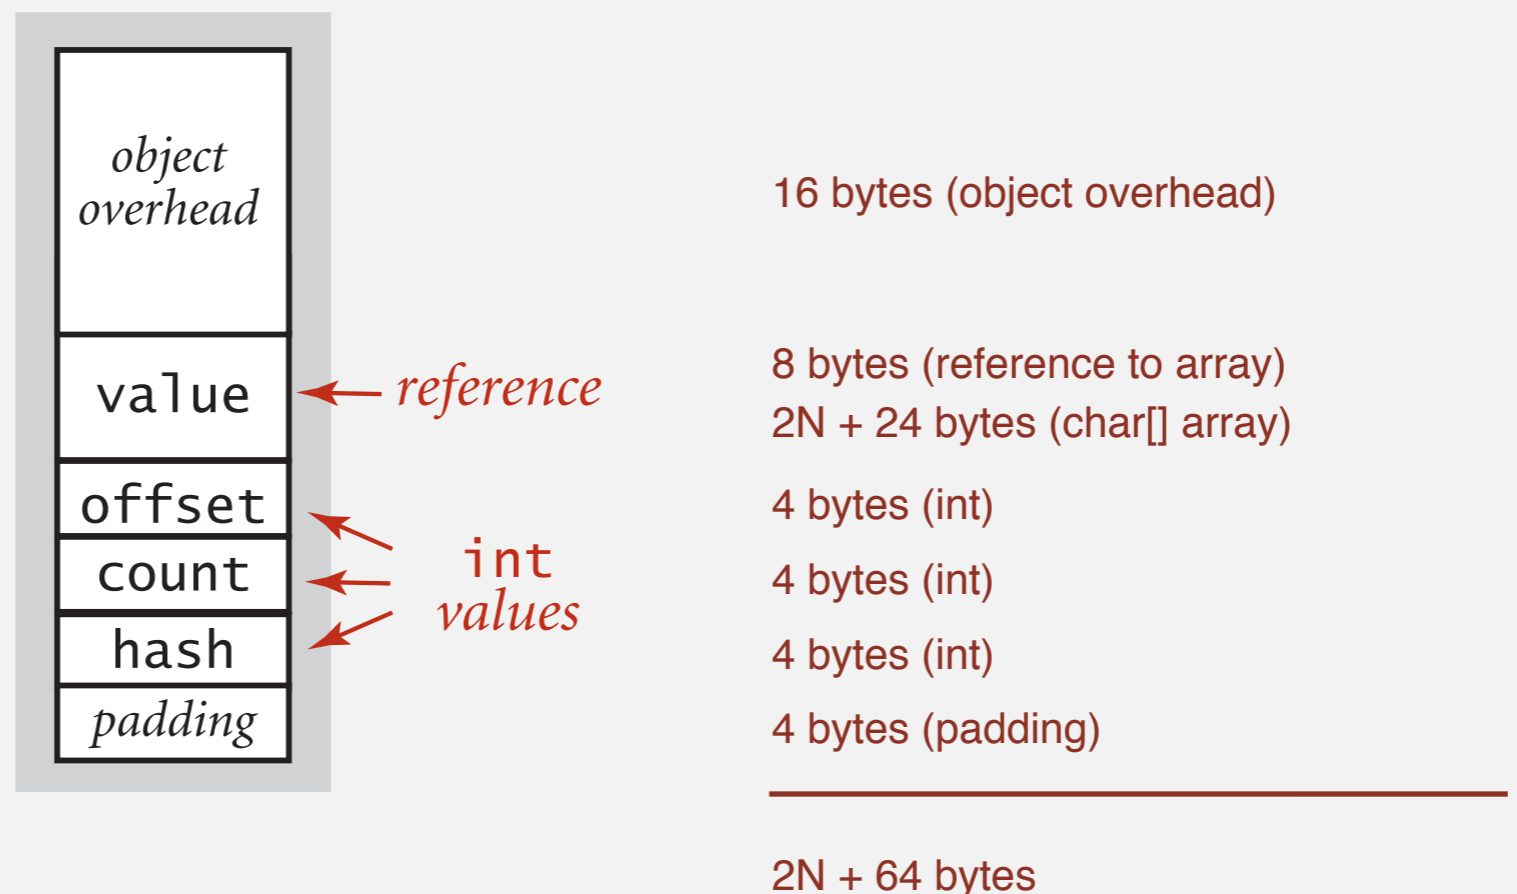 object
overhead
16 bytes (object overhead)
value
reference
8 bytes (reference to array)
2N + 24 bytes (char[] array)
offset
4 bytes (int)
int
values
count
4 bytes (int)
hash
4 bytes (int)
padding
4 bytes (padding)
2N + 64 bytes